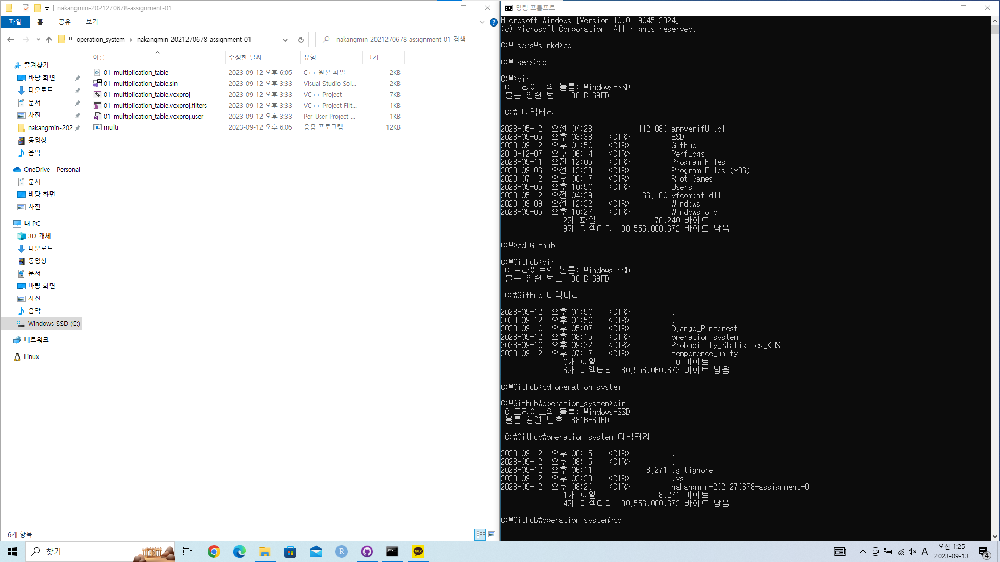 nakangmin-2021270678-assignment-01
파일
홈
공유
보기
« operation_system › nakangmin-2021270678-assignment-01
nakangmin-2021270678-assignment-01 검색
이름
수정한 날짜
유형
크기
01-multiplication_table 2023-09-12 오후 6:05 C++ 원본 파일 2KB
01-multiplication_table.sln 2023-09-12 오후 3:33 Visual Studio Sol... 2KB
01-multiplication_table.vcxproj 2023-09-12 오후 3:33 VC++ Project 7KB
01-multiplication_table.vcxproj.filters 2023-09-12 오후 3:33 VC++ Project Filt... 1KB
01-multiplication_table.vcxproj.user 2023-09-12 오후 3:33 Per-User Project ... 1KB
multi 2023-09-12 오후 6:05 응용 프로그램 12KB
즐겨찾기
바탕 화면
다운로드
문서
사진
nakangmin-202
동영상
음악
OneDrive - Personal
문서
바탕 화면
사진
내 PC
3D 개체
다운로드
동영상
문서
바탕 화면
사진
음악
Windows-SSD (C:)
네트워크
Linux
6개 항목
명령 프롬프트
Microsoft Windows [Version 10.0.19045.3324]
(c) Microsoft Corporation. All rights reserved.
C:₩Users₩skrkd>cd ..
C:₩Users>cd ..
C:₩>dir
C 드라이브의 볼륨: Windows-SSD
볼륨 일련 번호: 881B-69FD
C:₩ 디렉터리
2023-05-12 오전 04:28 112,080 appverifUI.dll
2023-09-05 오후 03:38 <DIR> ESD
2023-09-12 오후 01:50 <DIR> Github
2019-12-07 오후 06:14 <DIR> PerfLogs
2023-09-11 오전 12:05 <DIR> Program Files
2023-09-06 오전 12:28 <DIR> Program Files (x86)
2023-07-12 오후 08:17 <DIR> Riot Games
2023-09-05 오후 10:50 <DIR> Users
2023-05-12 오전 04:29 66,160 vfcompat.dll
2023-09-09 오전 12:32 <DIR> Windows
2023-09-05 오후 10:27 <DIR> Windows.old
2개 파일 178,240 바이트
9개 디렉터리 80,556,060,672 바이트 남음
C:₩>cd Github
C:₩Github>dir
C 드라이브의 볼륨: Windows-SSD
볼륨 일련 번호: 881B-69FD
C:₩Github 디렉터리
2023-09-12 오후 01:50 <DIR> .
2023-09-12 오후 01:50 <DIR> ..
2023-09-10 오후 05:07 <DIR> Django_Pinterest
2023-09-12 오후 08:15 <DIR> operation_system
2023-09-10 오후 09:22 <DIR> Probability_Statistics_KUS
2023-09-12 오후 07:17 <DIR> temporence_unity
0개 파일 0 바이트
6개 디렉터리 80,556,060,672 바이트 남음
C:₩Github>cd operation_system
C:₩Github₩operation_system>dir
C 드라이브의 볼륨: Windows-SSD
볼륨 일련 번호: 881B-69FD
C:₩Github₩operation_system 디렉터리
2023-09-12 오후 08:15 <DIR> .
2023-09-12 오후 08:15 <DIR> ..
2023-09-12 오후 06:11 8,271 .gitignore
2023-09-12 오후 03:33 <DIR> .vs
2023-09-12 오후 08:20 <DIR> nakangmin-2021270678-assignment-01
1개 파일 8,271 바이트
4개 디렉터리 80,556,060,672 바이트 남음
C:₩Github₩operation_system>cd
찾기
R
TALK
A
오전 1:25
2023-09-13
4